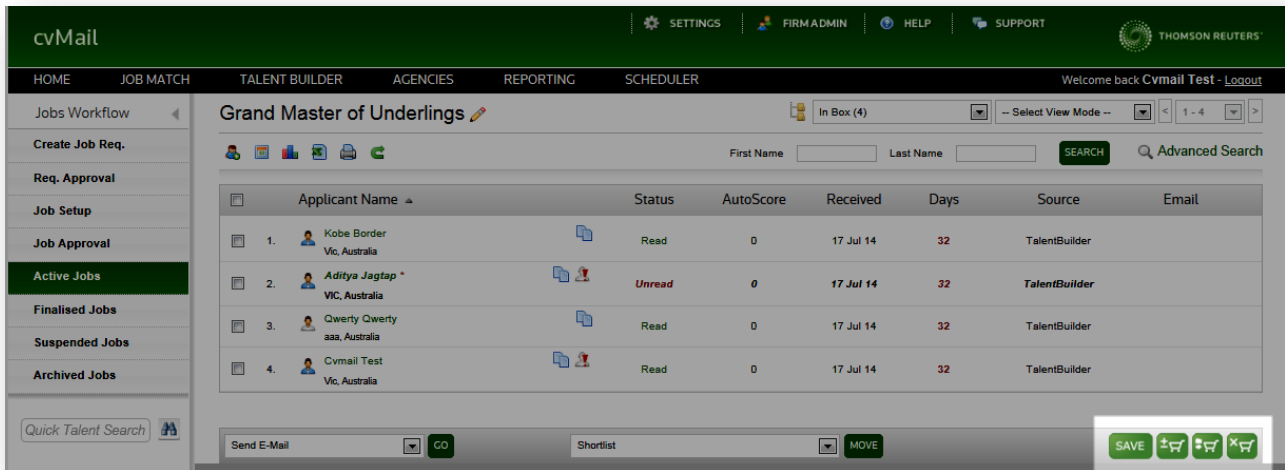 SETTINGS FIRM ADMIN HELP SUPPORT
cvMail THOMSON REUTERS
HOME JOB MATCH TALENT BUILDER AGENCIES REPORTING SCHEDULER Welcome back Cvmail Test - Logout
Jobs Workflow Grand Master of Underlings In Box (4) -- Select View Mode -- < 1 - 4 >
Create Job Req. First Name Last Name SEARCH Advanced Search
Req. Approval
Job Setup Applicant Name Status AutoScore Received Days Source Email
Job Approval 1. Kobe Border Read 0 17 Jul 14 32 TalentBuilder
Vic, Australia
Active Jobs 2. Aditya Jagtap * Unread 0 17 Jul 14 32 TalentBuilder
VIC, Australia
Finalised Jobs 3. Qwerty Qwerty Read 0 17 Jul 14 32 TalentBuilder
Suspended Jobs aaa, Australia
Archived Jobs 4. Cvmail Test Read 0 17 Jul 14 32 TalentBuilder
Vic, Australia
Quick Talent Search Send E-Mail GO Shortlist MOVE SAVE